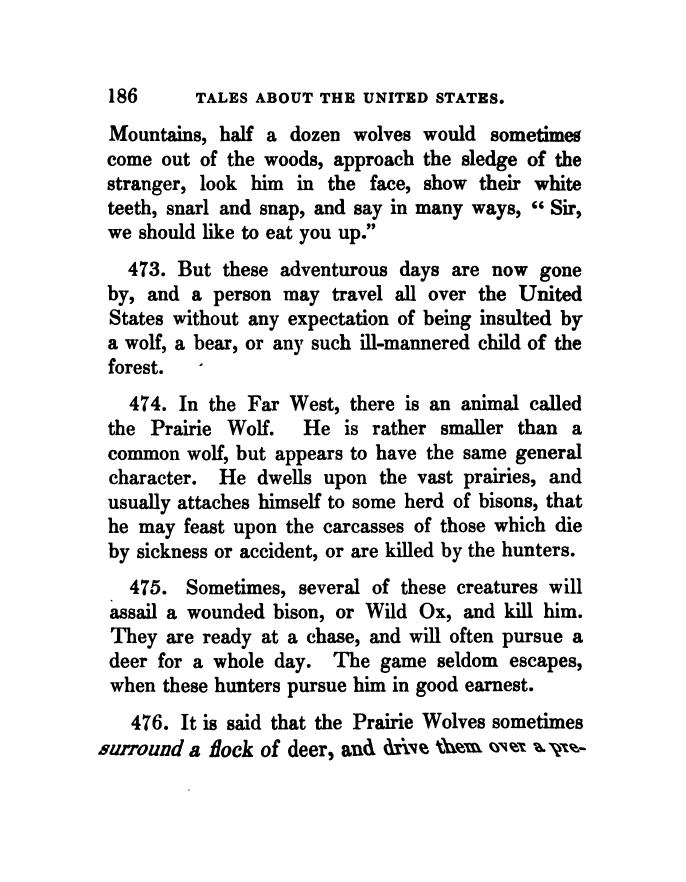 186 TALES ABOUT THE UNITED STATES.
Mountains, half a dozen wolves would sometimes
come out of the woods, approach the sledge of the
stranger, look him in the face, show their white
teeth, snarl and snap, and say in many ways, “ Sir,
we should like to eat you up.”
473. But these adventurous days are now gone
by, and a person may travel all over the United
States without any expectation of being insulted by
a wolf, a bear, or any such ill-mannered child of the
forest.
474. In the Far West, there is an animal called
the Prairie Wolf. He is rather smaller than a
common wolf, but appears to have the same general
character. He dwells upon the vast prairies, and
usually attaches himself to some herd of bisons, that
he may feast upon the carcasses of those which die
by sickness or accident, or are killed by the hunters.
475. Sometimes, several of these creatures will
assail a wounded bison, or Wild Ox, and kill him.
They are ready at a chase, and will often pursue a
deer for a whole day. The game seldom escapes,
when these hunters pursue him in good earnest.
476. It is said that the Prairie Wolves sometimes
surround a flock of deer, and drive them over a pre-